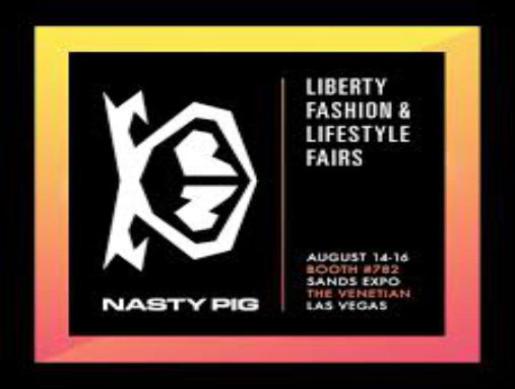 LIBERTY
FASHION &
LIFESTYLE
FAIRS
AUGUST 14-16
BOOTH #782
SANDS EXPO
THE VENETIAN
LAS VEGAS
NASTY PIG